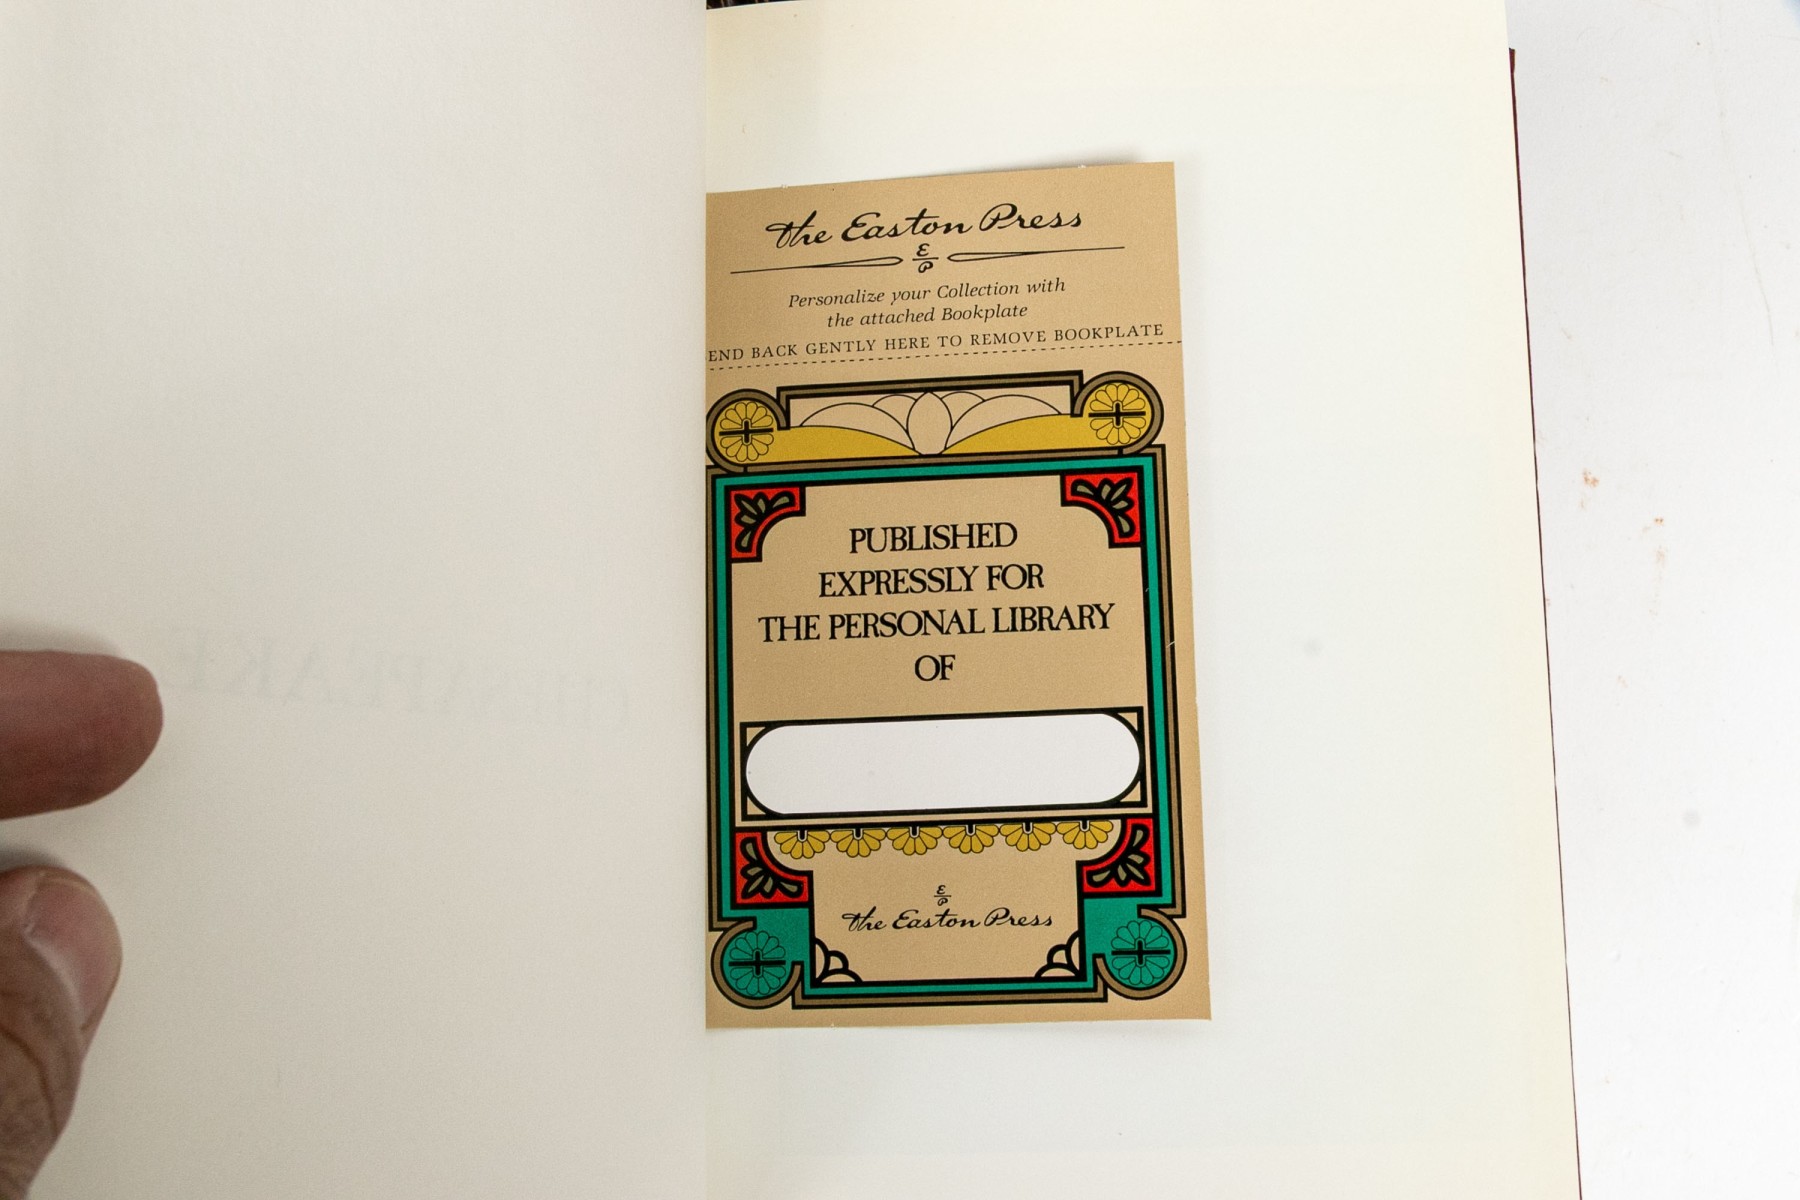 The Easton Press
E
P
Personalize your Collection with
the attached Bookplate
END BACK GENTLY HERE TO REMOVE BOOKPLATE
PUBLISHED
EXPRESSLY FOR
THE PERSONAL LIBRARY
OF
E
P
The Easton Press
CHESAPEAKE